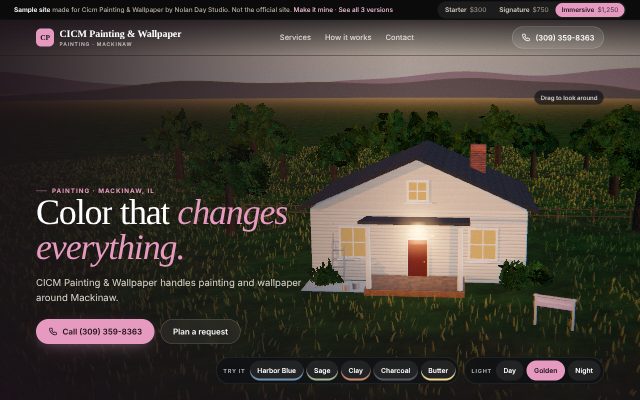 Sample site made for CICM Painting & Wallpaper by Nolan Day Studio. Not the official site. Make it mine · See all 3 versions
Starter $300 Signature $750 Immersive $1,250
CP CICM Painting & Wallpaper
PAINTING · MACKINAW
Services How it works Contact
(309) 359-8363
Drag to look around
PAINTING · MACKINAW, IL
Color that changes
everything.
CICM Painting & Wallpaper handles painting and wallpaper
around Mackinaw.
Call (309) 359-8363 Plan a request
TRY IT Harbor Blue Sage Clay Charcoal Butter LIGHT Day Golden Night